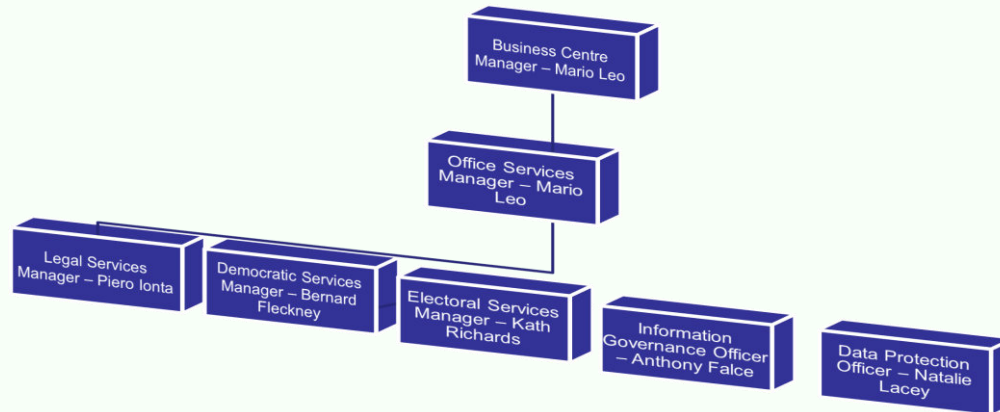 Business Centre
Manager – Mario Leo
Office Services
Manager – Mario
Leo
Legal Services
Manager – Piero Ionta
Democratic Services
Manager – Bernard
Fleckney
Electoral Services
Manager – Kath
Richards
Information
Governance Officer
– Anthony Falce
Data Protection
Officer – Natalie
Lacey